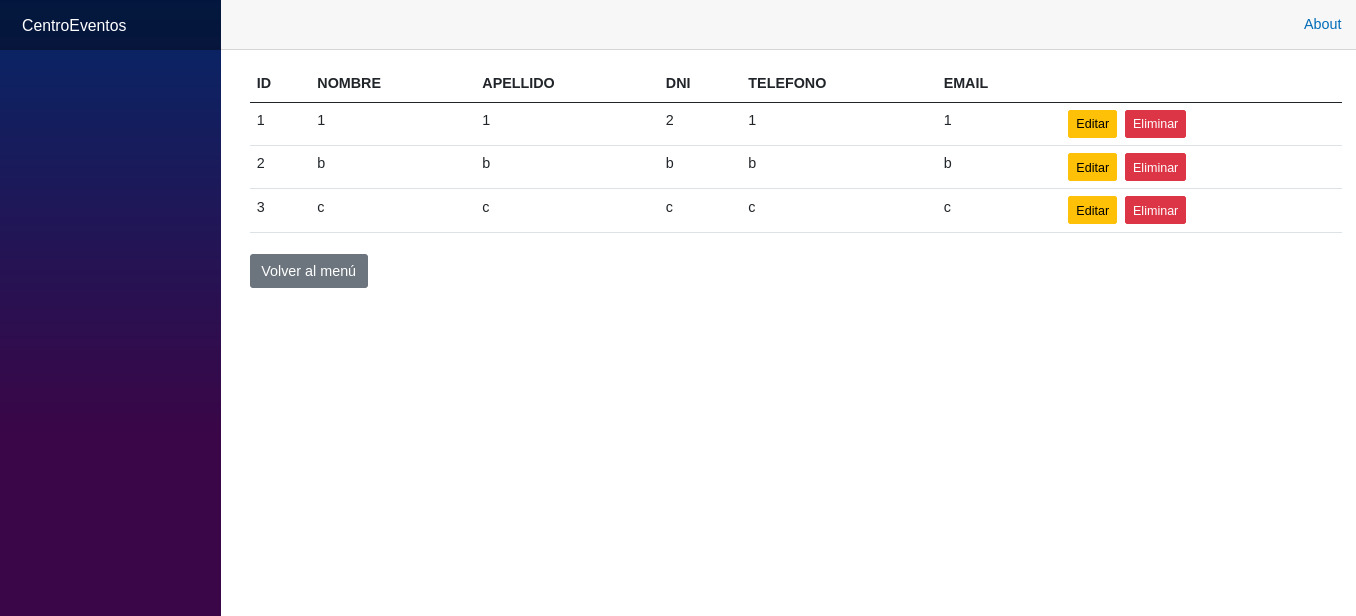 CentroEventos
About
ID NOMBRE APELLIDO DNI TELEFONO EMAIL
1 1 1 2 1 1 Editar Eliminar
2 b b b b b Editar Eliminar
3 c c c c c Editar Eliminar
Volver al menú